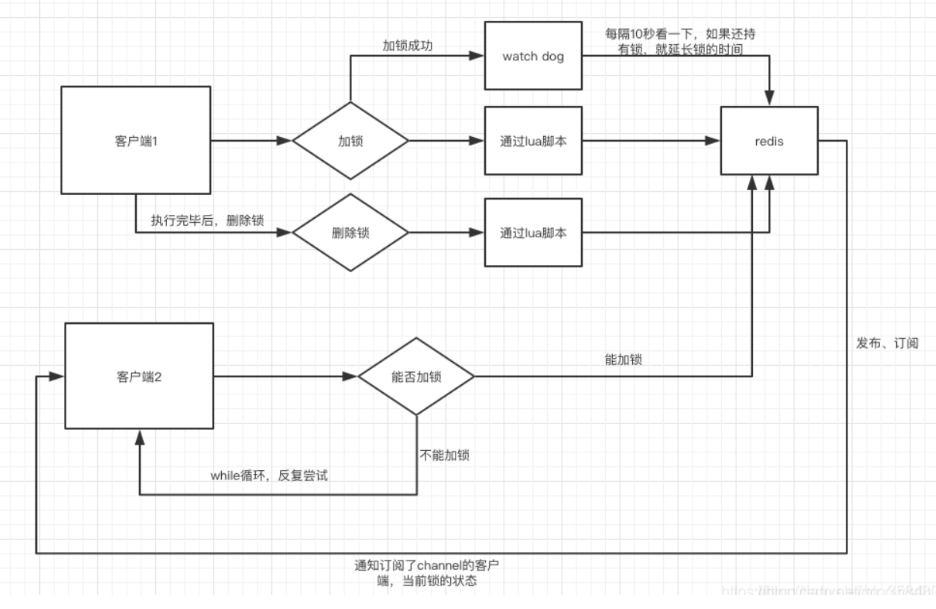 加锁成功
watch dog
每隔10秒看一下，如果还持
有锁，就延长锁的时间
客户端1
加锁
通过lua脚本
redis
执行完毕后，删除锁
删除锁
通过lua脚本
发布、订阅
客户端2
能否加锁
能加锁
不能加锁
while循环，反复尝试
通知订阅了channel的客户
端，当前锁的状态